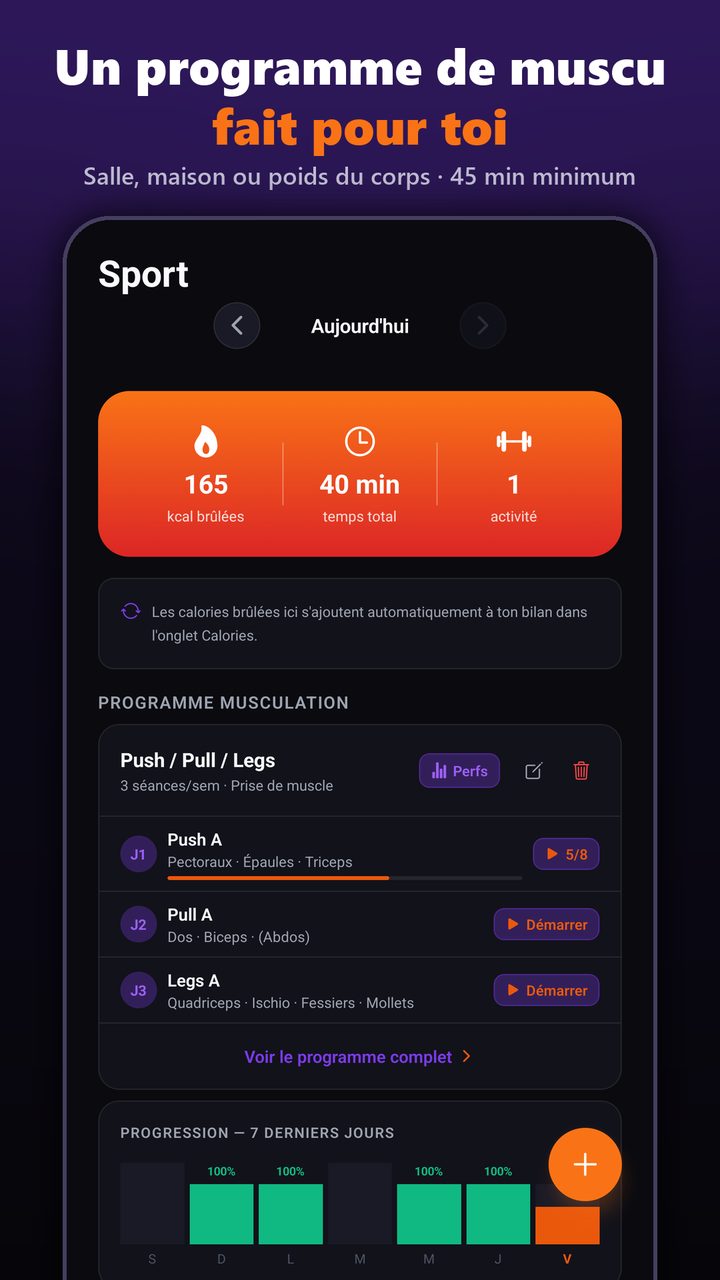 Un programme de muscu
fait pour toi
Salle, maison ou poids du corps · 45 min minimum
Sport
Aujourd'hui
165
kcal brûlées
40 min
temps total
1
activité
Les calories brûlées ici s'ajoutent automatiquement à ton bilan dans
l'onglet Calories.
PROGRAMME MUSCULATION
Push / Pull / Legs
3 séances/sem · Prise de muscle
Perfs
J1
Push A
Pectoraux · Épaules · Triceps
5/8
J2
Pull A
Dos · Biceps · (Abdos)
Démarrer
J3
Legs A
Quadriceps · Ischio · Fessiers · Mollets
Démarrer
Voir le programme complet
PROGRESSION — 7 DERNIERS JOURS
100% 100% 100% 100%
S D L M M J V